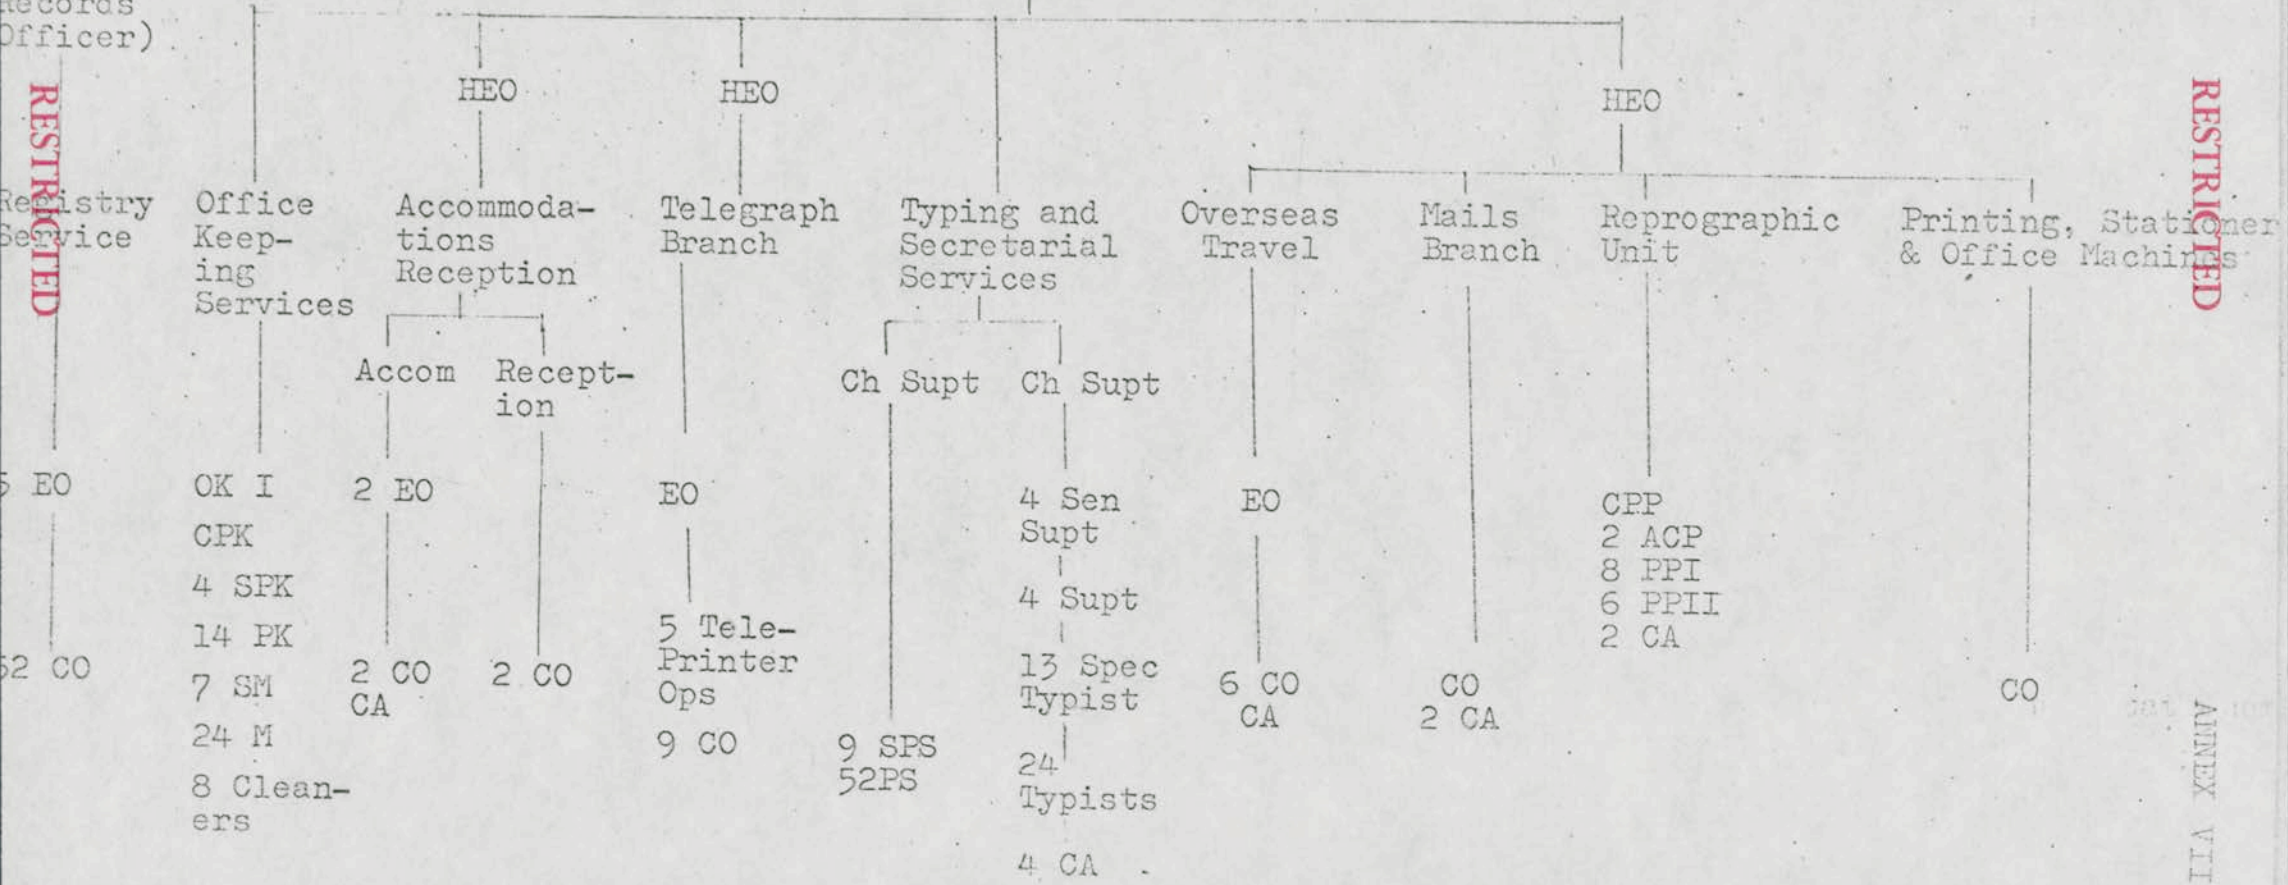 Records
Officer)
HEO
HEO
HEO
RESTRICTED
RESTRICTED
Registry
Service
Office
Keep-
ing
Services
Accommoda-
tions
Reception
Telegraph
Branch
Typing and
Secretarial
Services
Overseas
Travel
Mails
Branch
Reprographic
Unit
Printing, Stationer
& Office Machines
Accom
Recept-
ion
Ch Supt
Ch Supt
5 EO
52 CO
OK I
CPK
4 SPK
14 PK
7 SM
24 M
8 Clean-
ers
2 EO
2 CO
CA
2 CO
EO
5 Tele-
Printer
Ops
9 CO
9 SPS
52PS
4 Sen
Supt
4 Supt
13 Spec
Typist
24
Typists
4 CA
EO
6 CO
CA
CO
2 CA
CPP
2 ACP
8 PPI
6 PPII
2 CA
CO
ANNEX VII